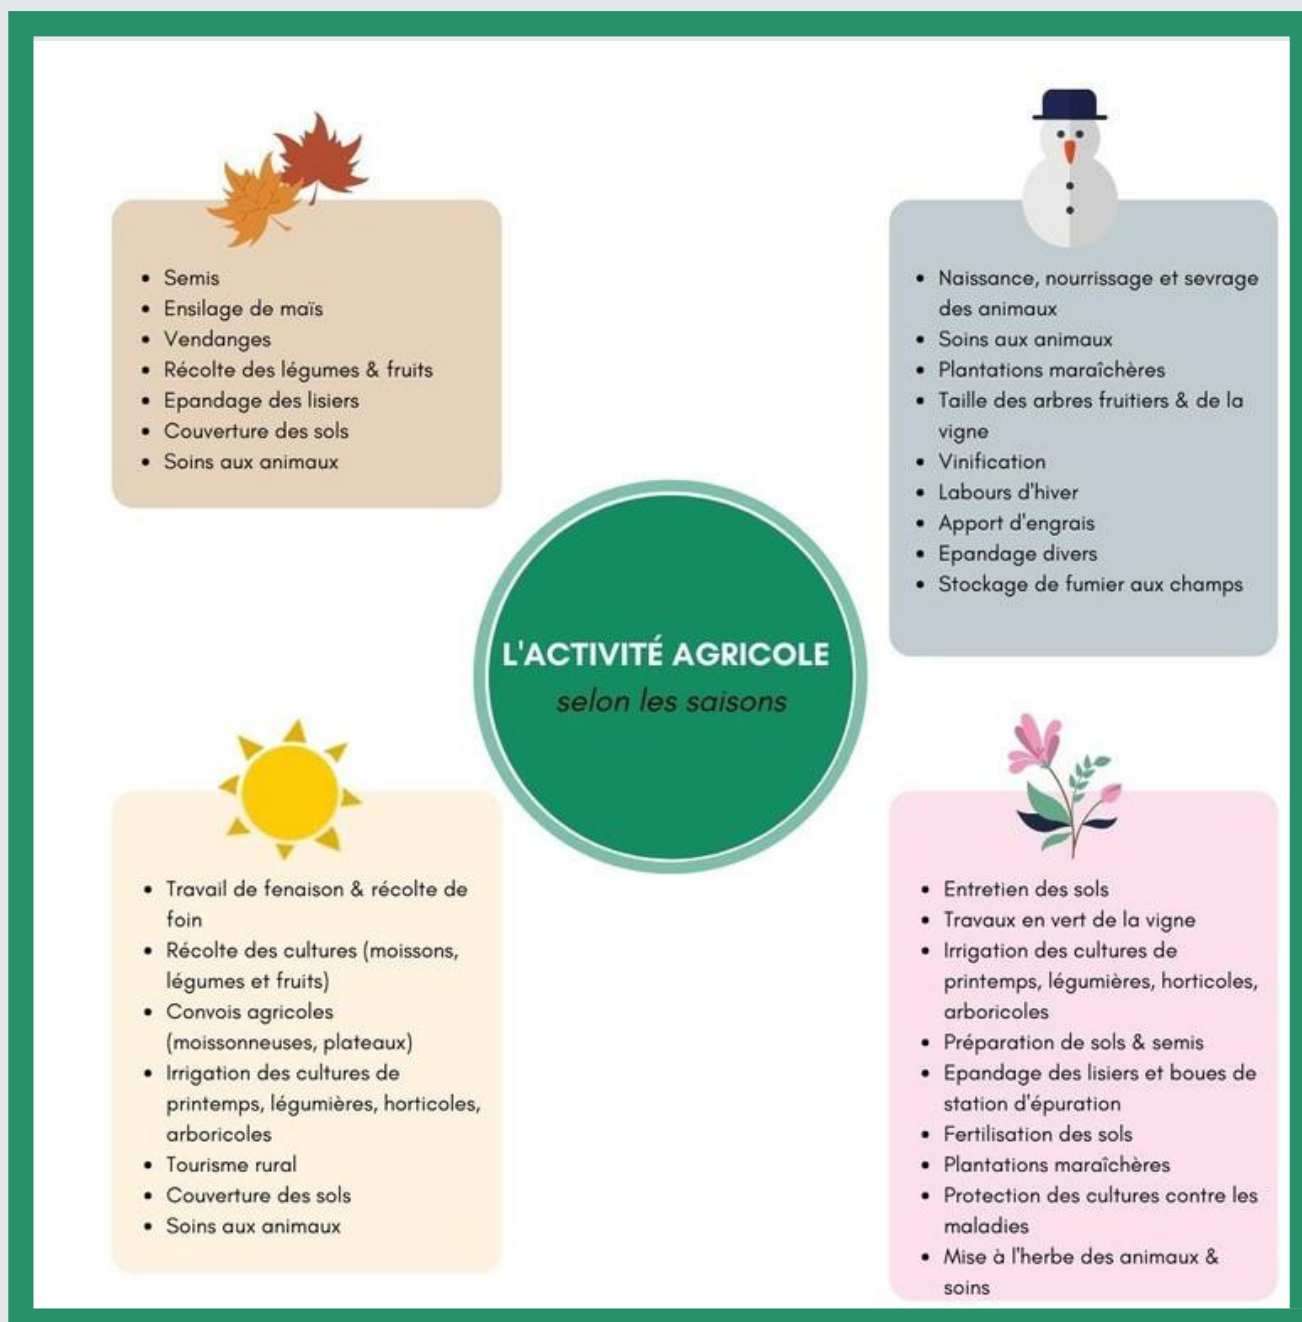 • Semis
• Ensilage de maïs
• Vendanges
• Récolte des légumes & fruits
• Epandage des lisiers
• Couverture des sols
• Soins aux animaux
• Naissance, nourrissage et sevrage
des animaux
• Soins aux animaux
• Plantations maraîchères
• Taille des arbres fruitiers & de la
vigne
• Vinification
• Labours d'hiver
• Apport d'engrais
• Epandage divers
• Stockage de fumier aux champs
L'ACTIVITÉ AGRICOLE
selon les saisons
• Travail de fenaison & récolte de
foin
• Récolte des cultures (moissons,
légumes et fruits)
• Convois agricoles
(moissonneuses, plateaux)
• Irrigation des cultures de
printemps, légumières, horticoles,
arboricoles
• Tourisme rural
• Couverture des sols
• Soins aux animaux
• Entretien des sols
• Travaux en vert de la vigne
• Irrigation des cultures de
printemps, légumières, horticoles,
arboricoles
• Préparation de sols & semis
• Epandage des lisiers et boues de
station d'épuration
• Fertilisation des sols
• Plantations maraîchères
• Protection des cultures contre les
maladies
• Mise à l'herbe des animaux &
soins